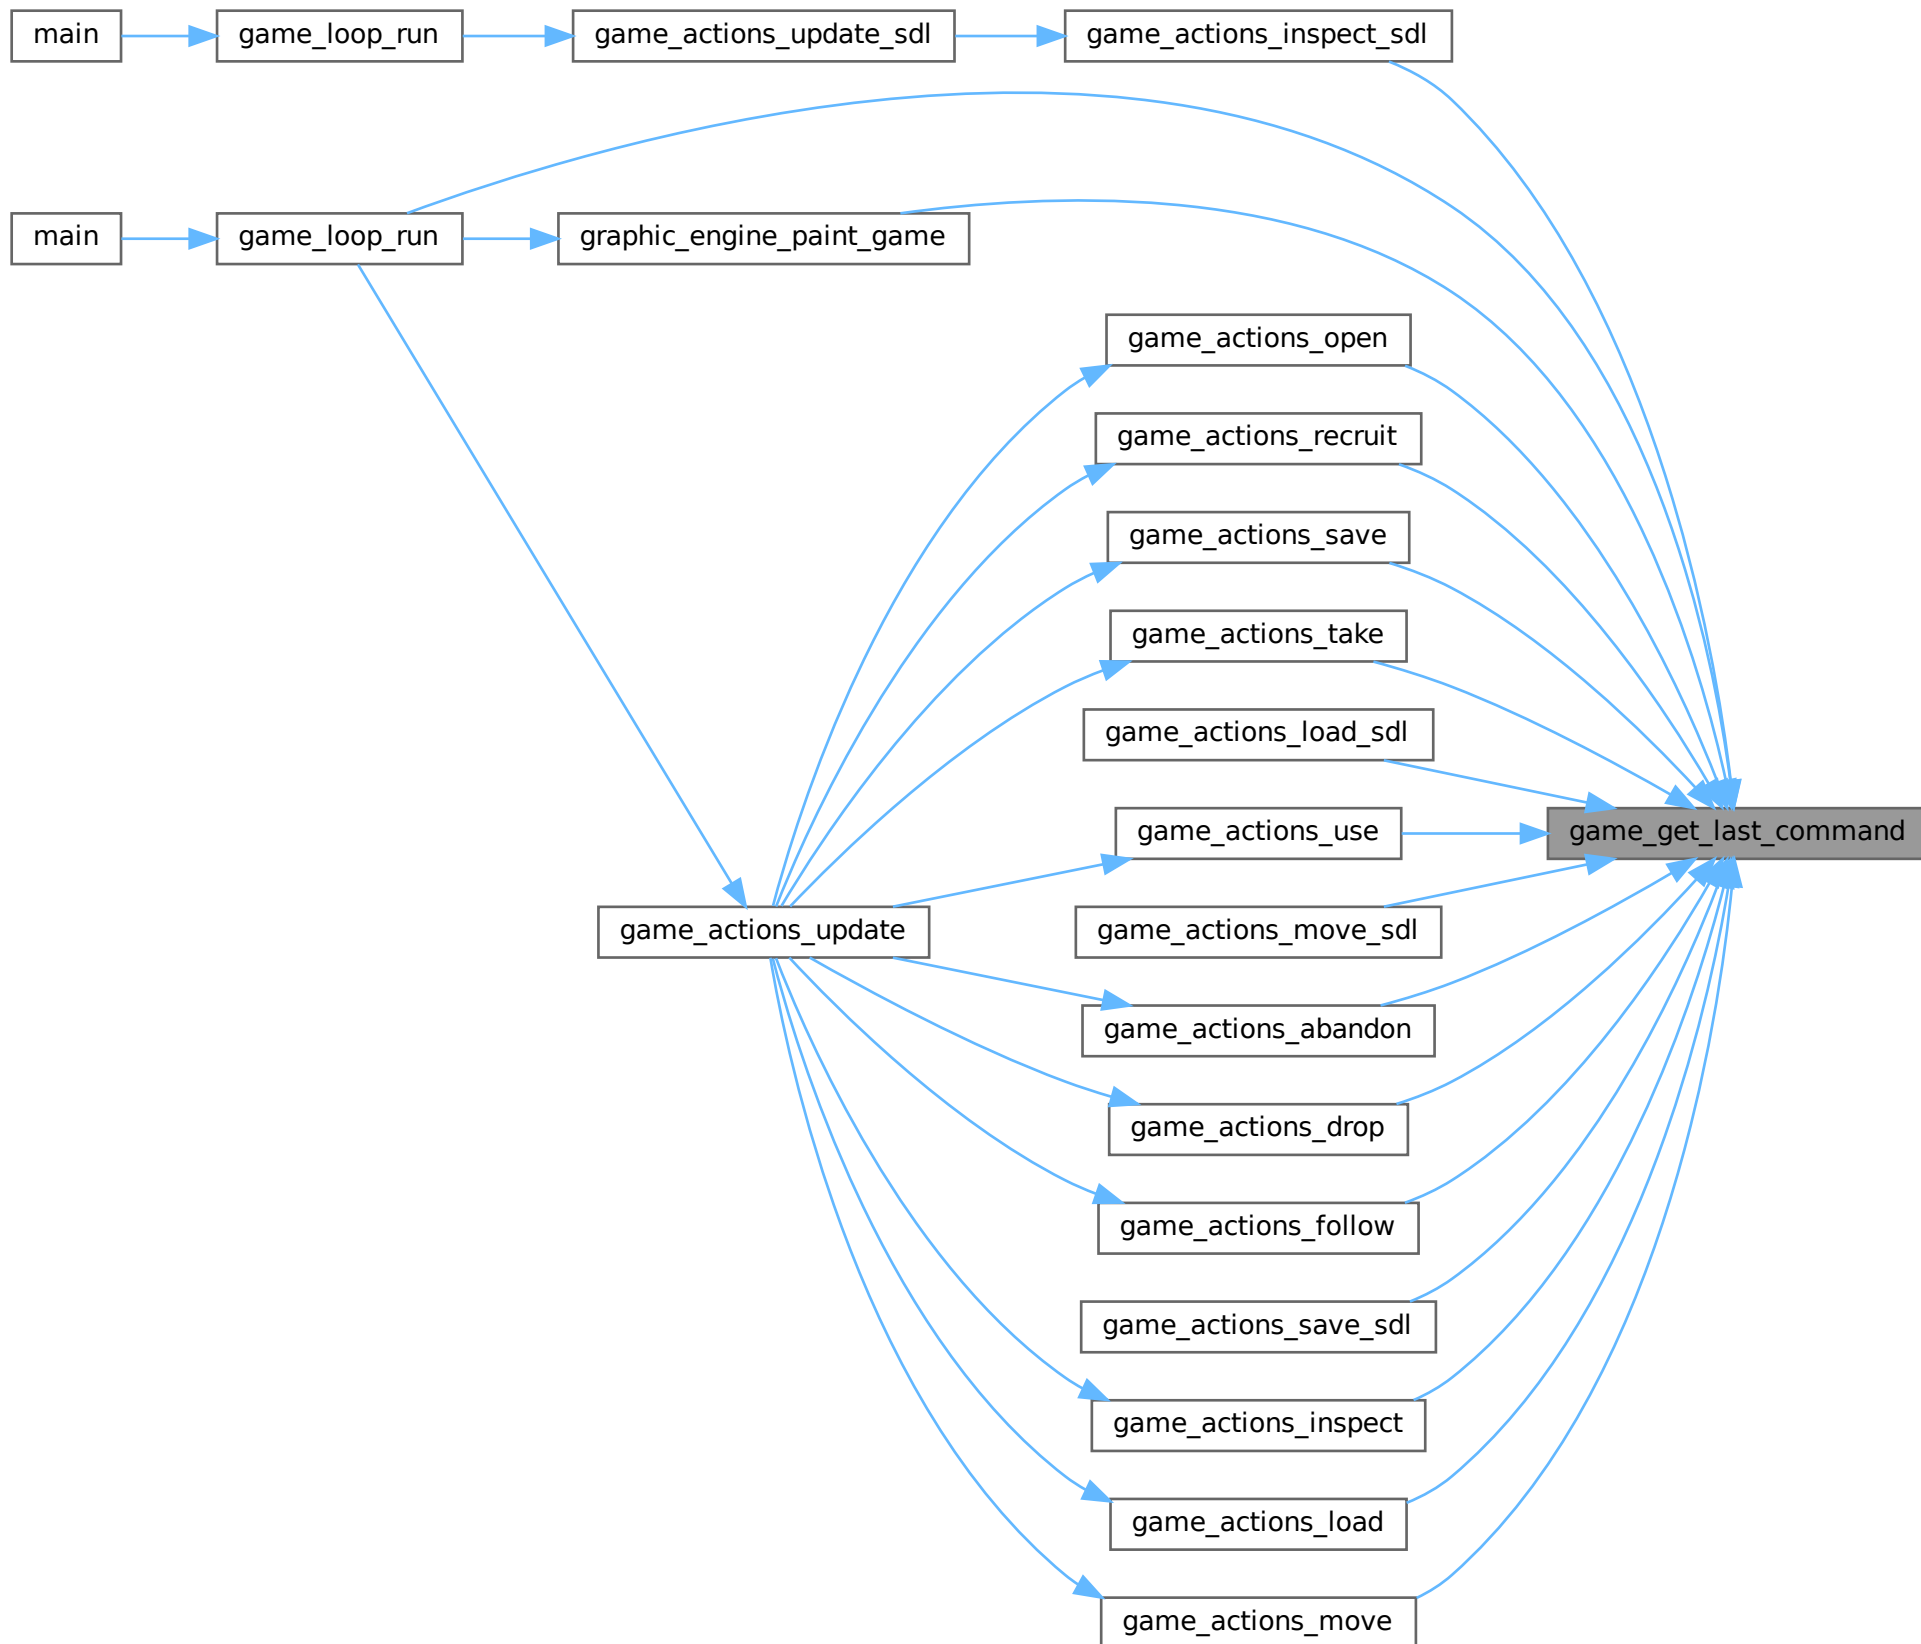 main
game_loop_run
game_actions_update_sdl
game_actions_inspect_sdl
main
game_loop_run
graphic_engine_paint_game
game_actions_open
game_actions_recruit
game_actions_save
game_actions_take
game_actions_load_sdl
game_actions_use
game_get_last_command
game_actions_update
game_actions_move_sdl
game_actions_abandon
game_actions_drop
game_actions_follow
game_actions_save_sdl
game_actions_inspect
game_actions_load
game_actions_move